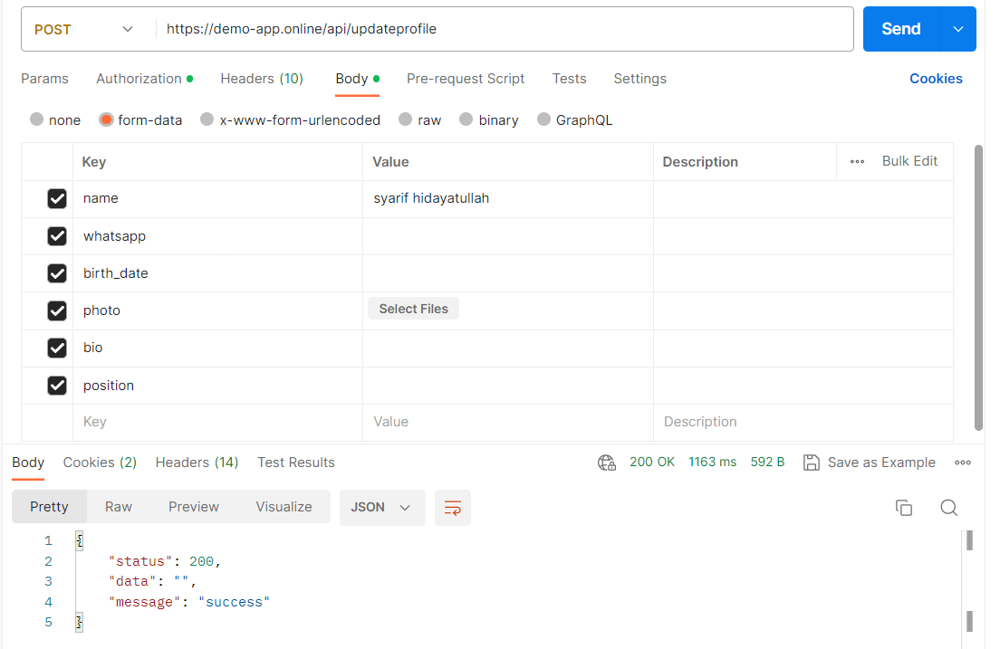 POST https://demo-app.online/api/updateprofile Send
Params Authorization Headers (10) Body Pre-request Script Tests Settings Cookies
none form-data x-www-form-urlencoded raw binary GraphQL
Key Value Description Bulk Edit
name syarif hidayatullah
whatsapp
birth_date
photo Select Files
bio
position
Key Value Description
Body Cookies (2) Headers (14) Test Results 200 OK 1163 ms 592 B Save as Example
Pretty Raw Preview Visualize JSON
1 {
2 "status": 200,
3 "data": "",
4 "message": "success"
5 }